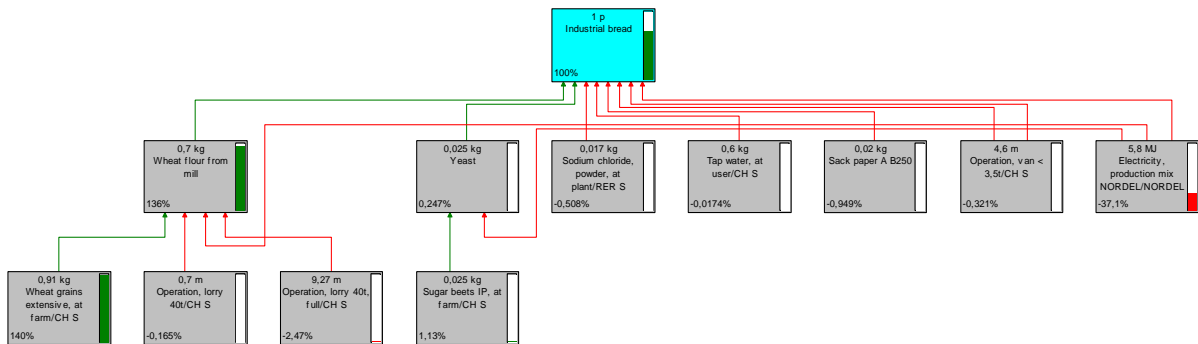 1 p
Industrial bread
100%
0,7 kg
Wheat flour from
mill
136%
0,025 kg
Yeast
0,247%
0,017 kg
Sodium chloride,
powder, at
plant/RER S
-0,508%
0,6 kg
Tap water, at
user/CH S
-0,0174%
0,02 kg
Sack paper A B250
-0,949%
4,6 m
Operation, van <
3,5t/CH S
-0,321%
5,8 MJ
Electricity,
production mix
NORDEL/NORDEL
-37,1%
0,91 kg
Wheat grains
extensive, at
farm/CH S
140%
0,7 m
Operation, lorry
40t/CH S
-0,165%
9,27 m
Operation, lorry 40t,
full/CH S
-2,47%
0,025 kg
Sugar beets IP, at
farm/CH S
1,13%